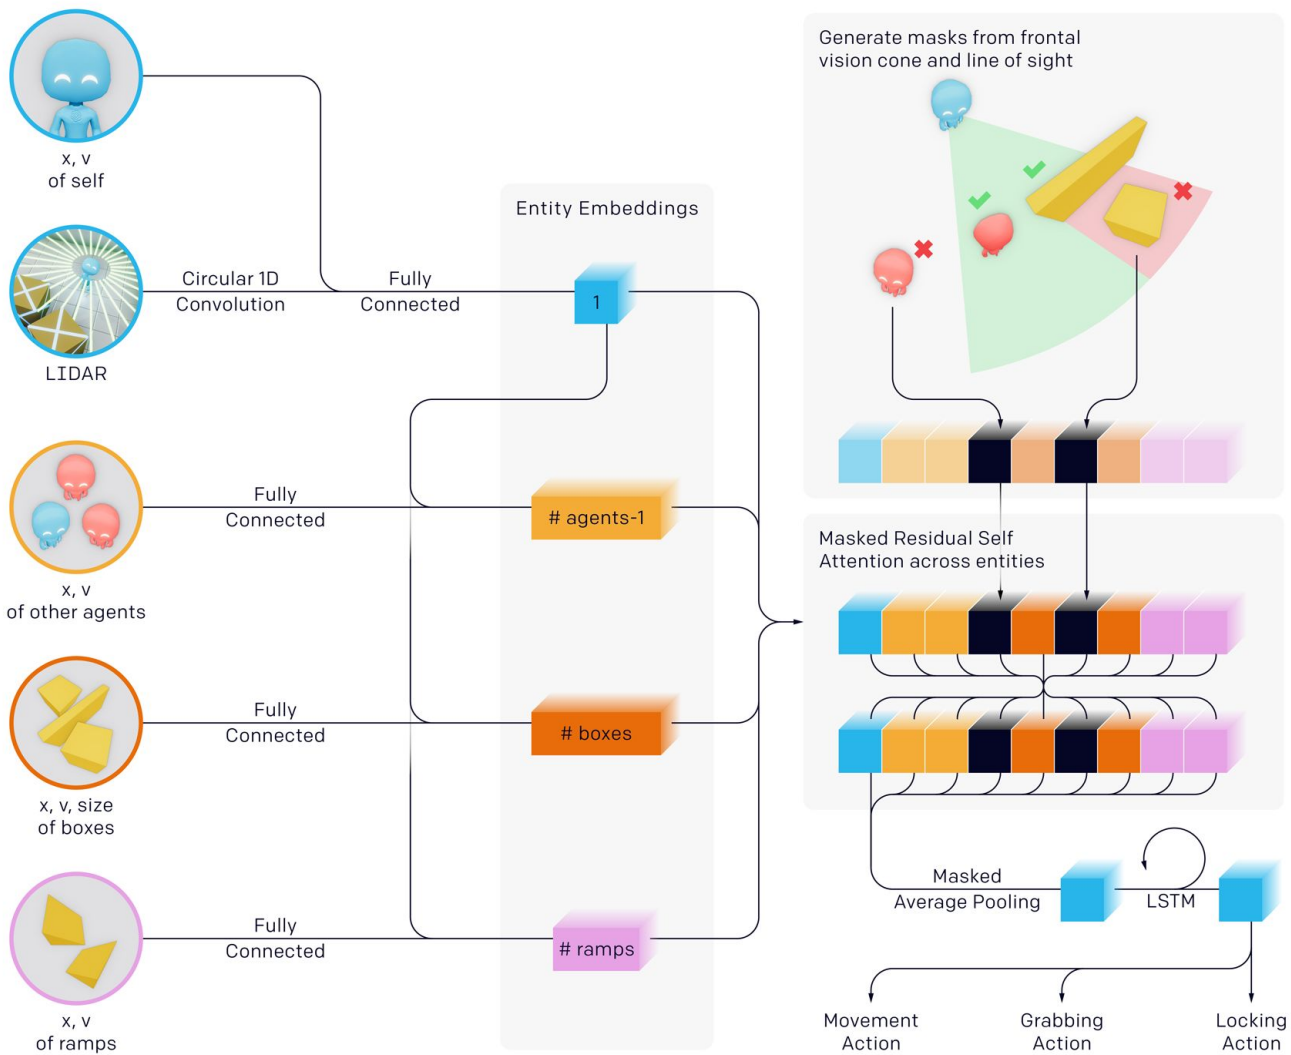 x, v
of self
LIDAR
Circular 1D
Convolution
Fully
Connected
x, v
of other agents
Fully
Connected
x, v, size
of boxes
Fully
Connected
x, v
of ramps
Fully
Connected
Entity Embeddings
1
# agents-1
# boxes
# ramps
Generate masks from frontal
vision cone and line of sight
Masked Residual Self
Attention across entities
Masked
Average Pooling
LSTM
Movement
Action
Grabbing
Action
Locking
Action